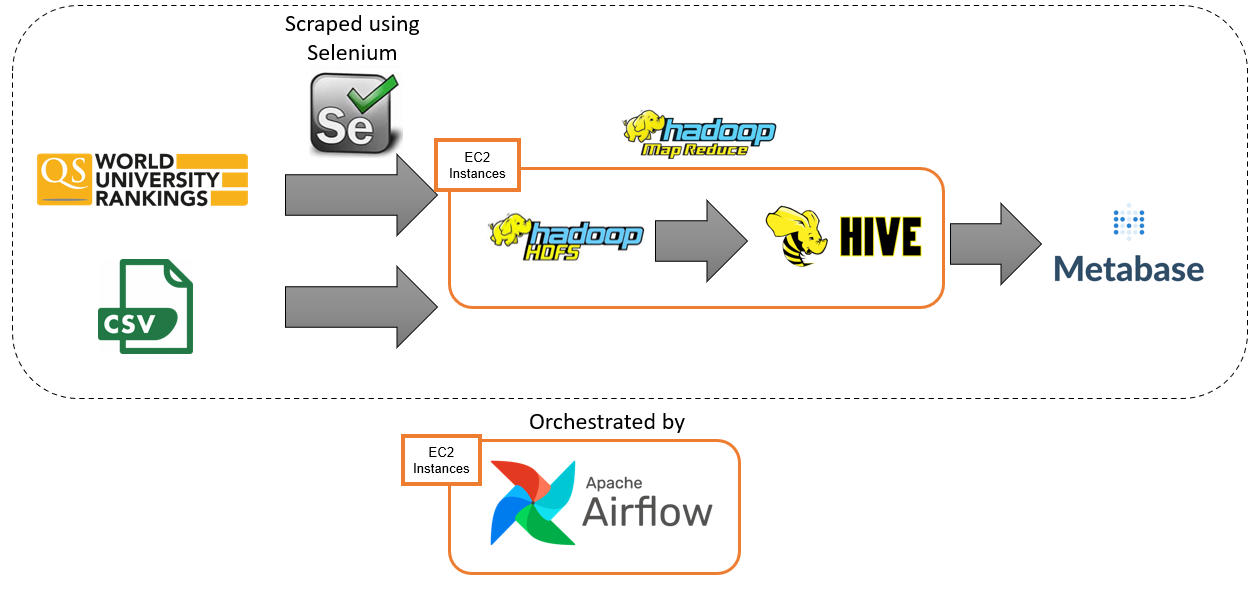 Scraped using
Selenium
Se
QS WORLD
UNIVERSITY
RANKINGS
CSV
EC2
Instances
hadoop
Map Reduce
hadoop
HDFS
HIVE
Metabase
Orchestrated by
EC2
Instances
Apache
Airflow